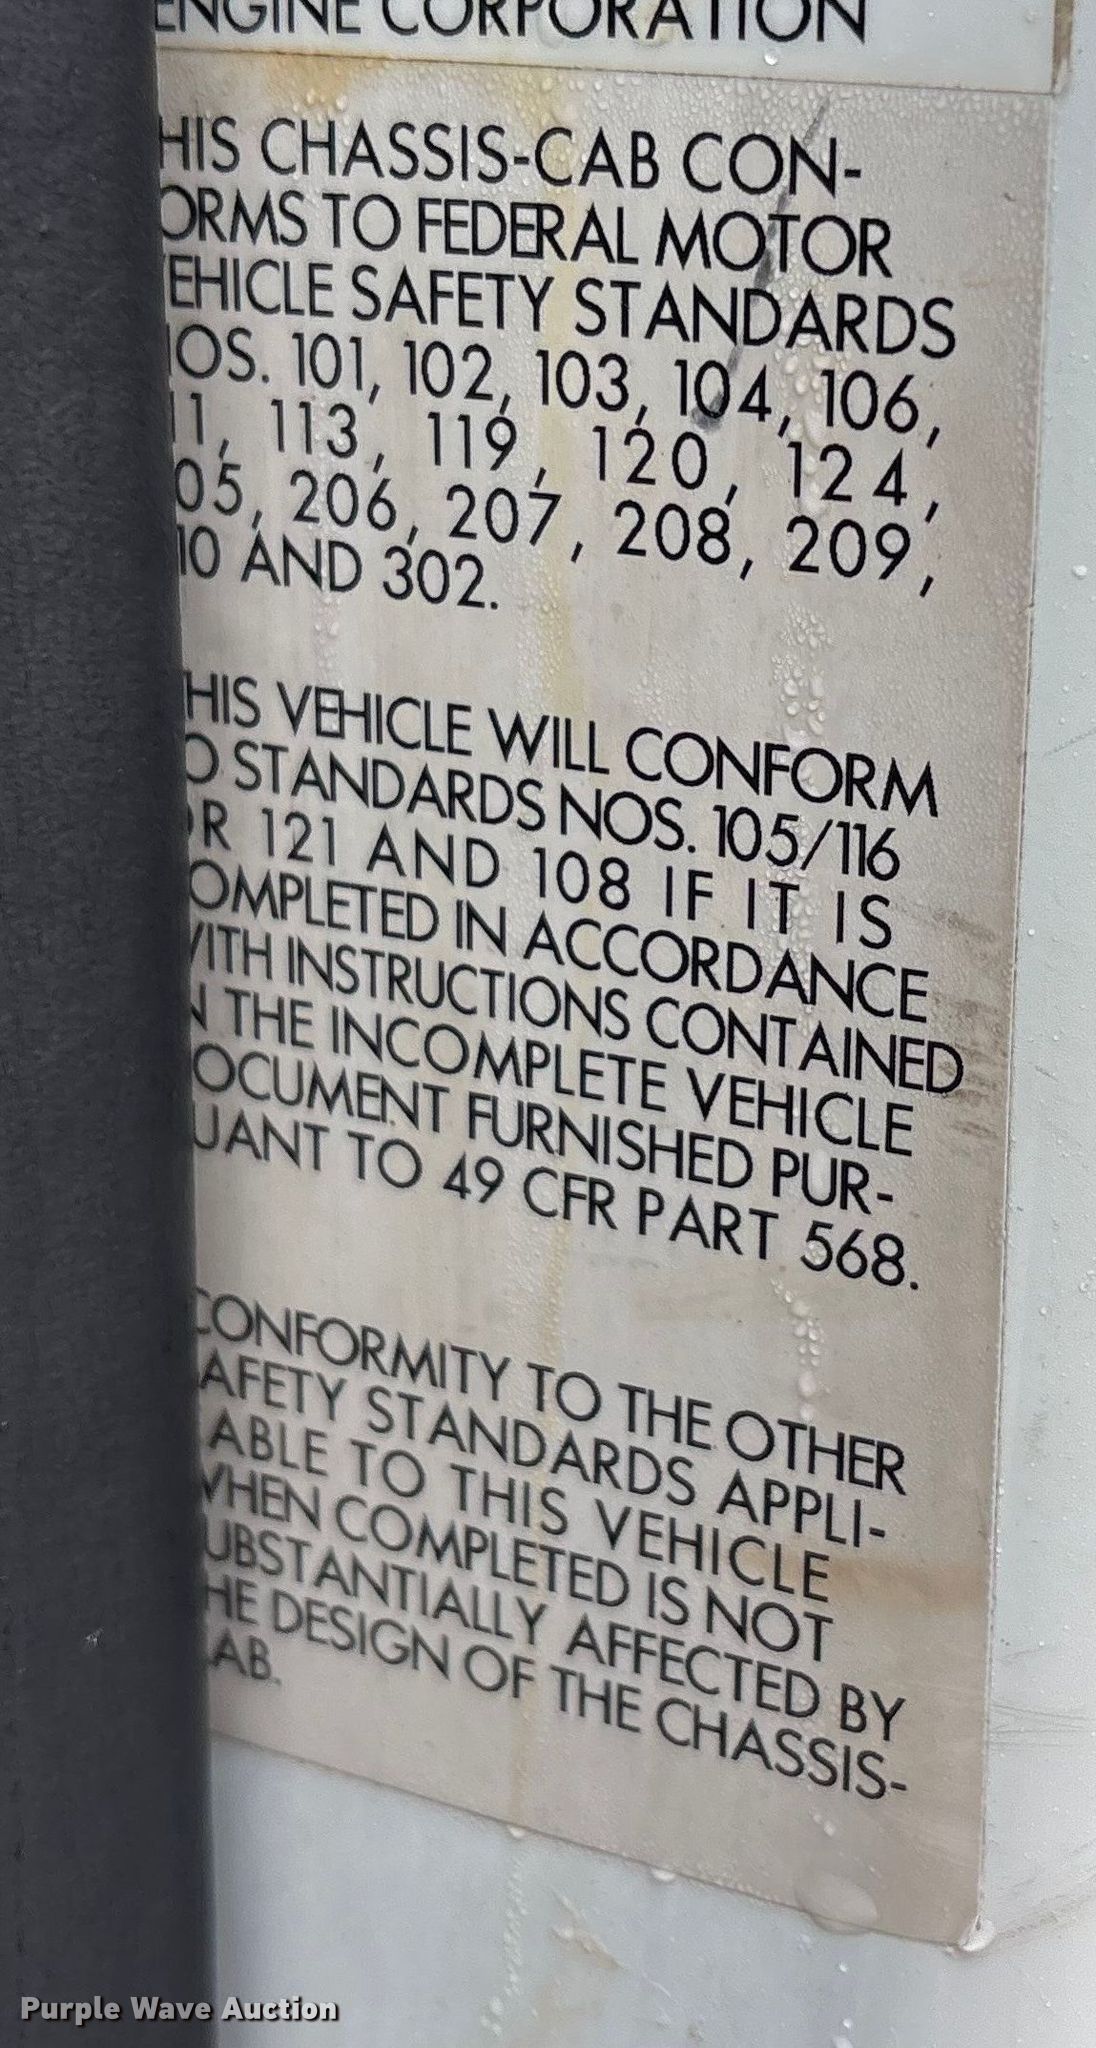 ENGINE CORPORATION
HIS CHASSIS-CAB CON-
ORMS TO FEDERAL MOTOR
EHICLE SAFETY STANDARDS
OS. 101, 102, 103, 104, 106,
11, 113, 119, 120, 124,
05, 206, 207, 208, 209,
10 AND 302.
HIS VEHICLE WILL CONFORM
O STANDARDS NOS. 105/116
R 121 AND 108 IF IT IS
OMPLETED IN ACCORDANCE
ITH INSTRUCTIONS CONTAINED
N THE INCOMPLETE VEHICLE
OCUMENT FURNISHED PUR-
UANT TO 49 CFR PART 568.
CONFORMITY TO THE OTHER
AFETY STANDARDS APPLI-
ABLE TO THIS VEHICLE
WHEN COMPLETED IS NOT
UBSTANTIALLY AFFECTED BY
HE DESIGN OF THE CHASSIS-
AB.
Purple Wave Auction